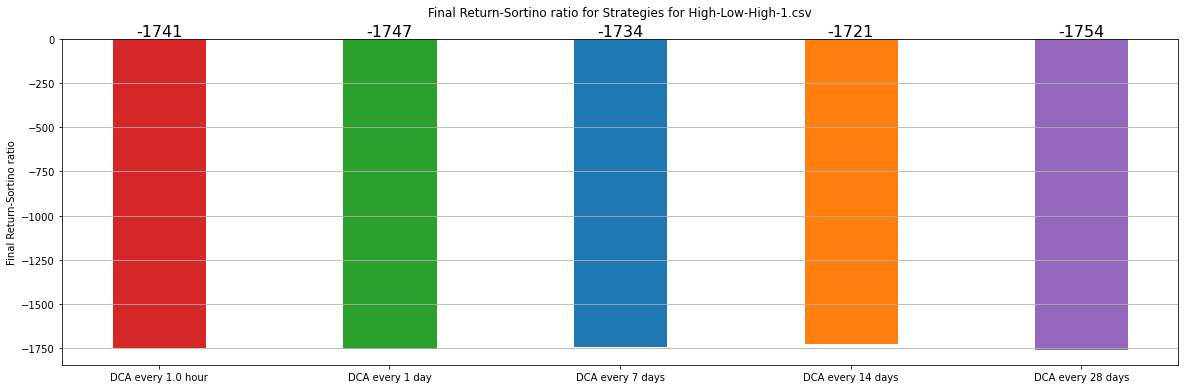 Final Return-Sortino ratio for Strategies for High-Low-High-1.csv
-1741
-1747
-1734
-1721
-1754
0
−250
−500
−750
−1000
−1250
−1500
−1750
Final Return-Sortino ratio
DCA every 1.0 hour
DCA every 1 day
DCA every 7 days
DCA every 14 days
DCA every 28 days